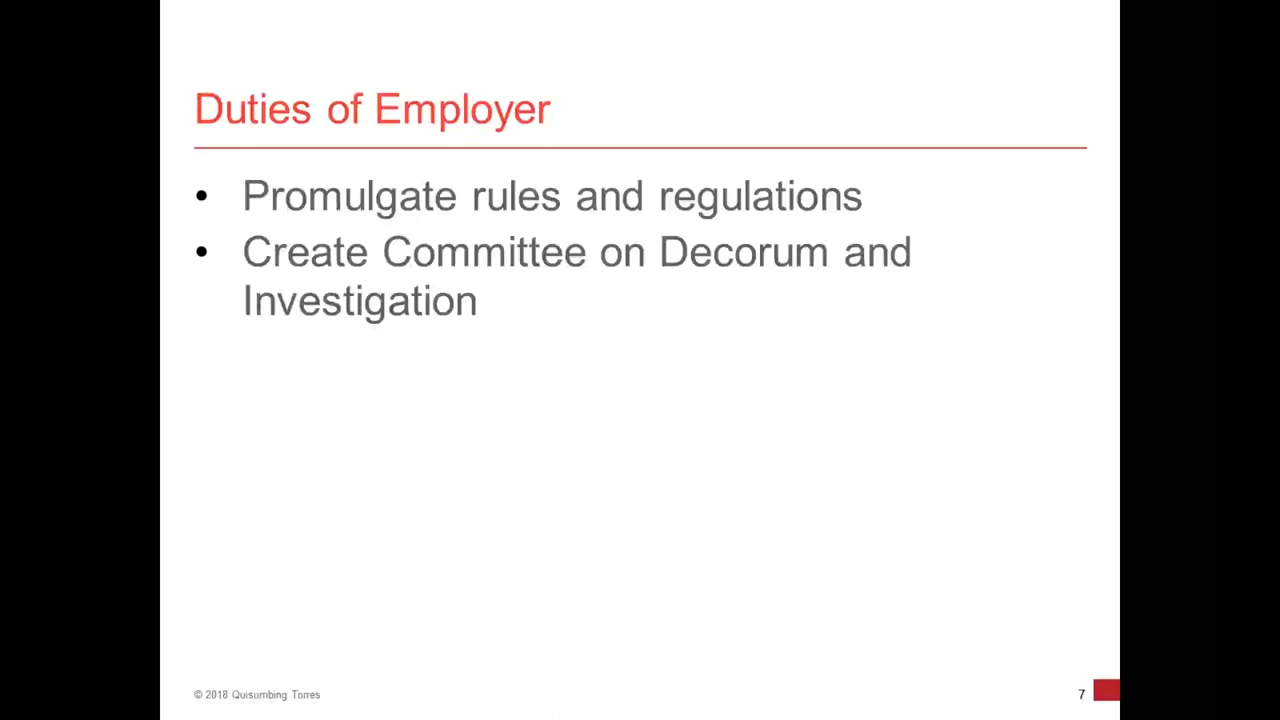 Duties of Employer
• Promulgate rules and regulations
• Create Committee on Decorum and
Investigation
© 2018 Quisumbing Torres
7